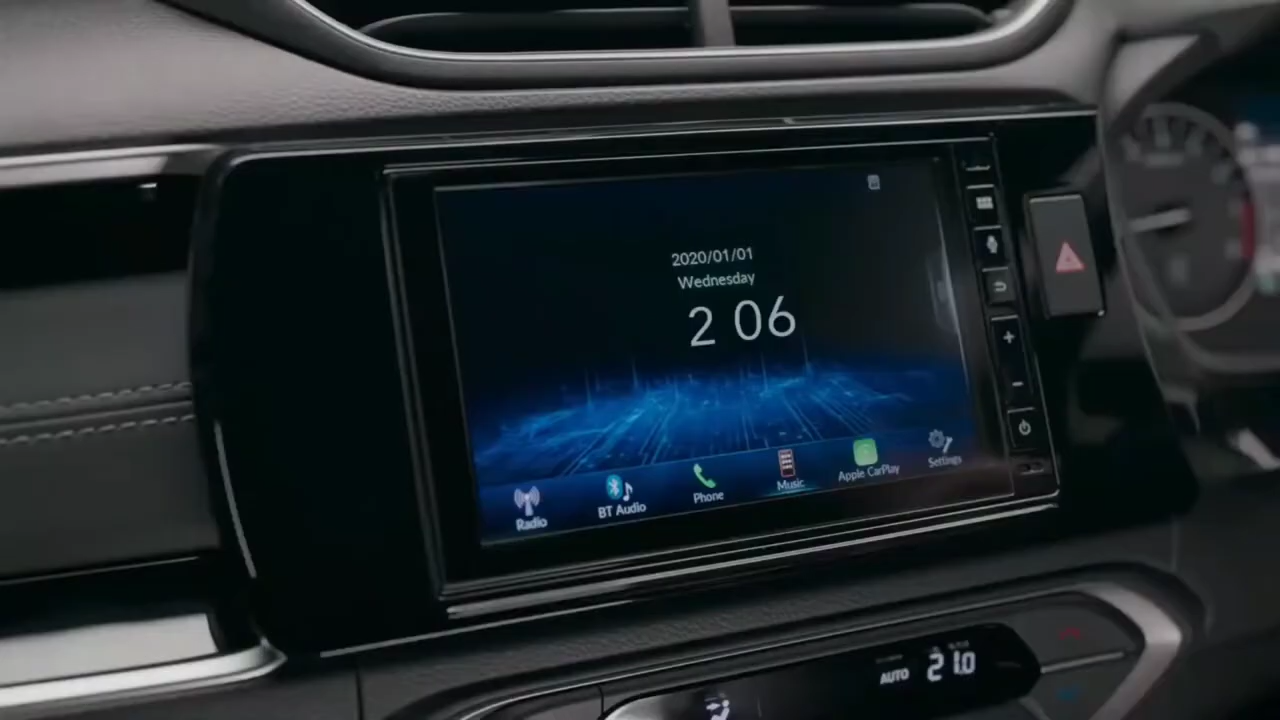 2020/01/01
Wednesday
2 06
Radio
BT Audio
Phone
Music
Apple CarPlay
Settings
AUTO 21.0